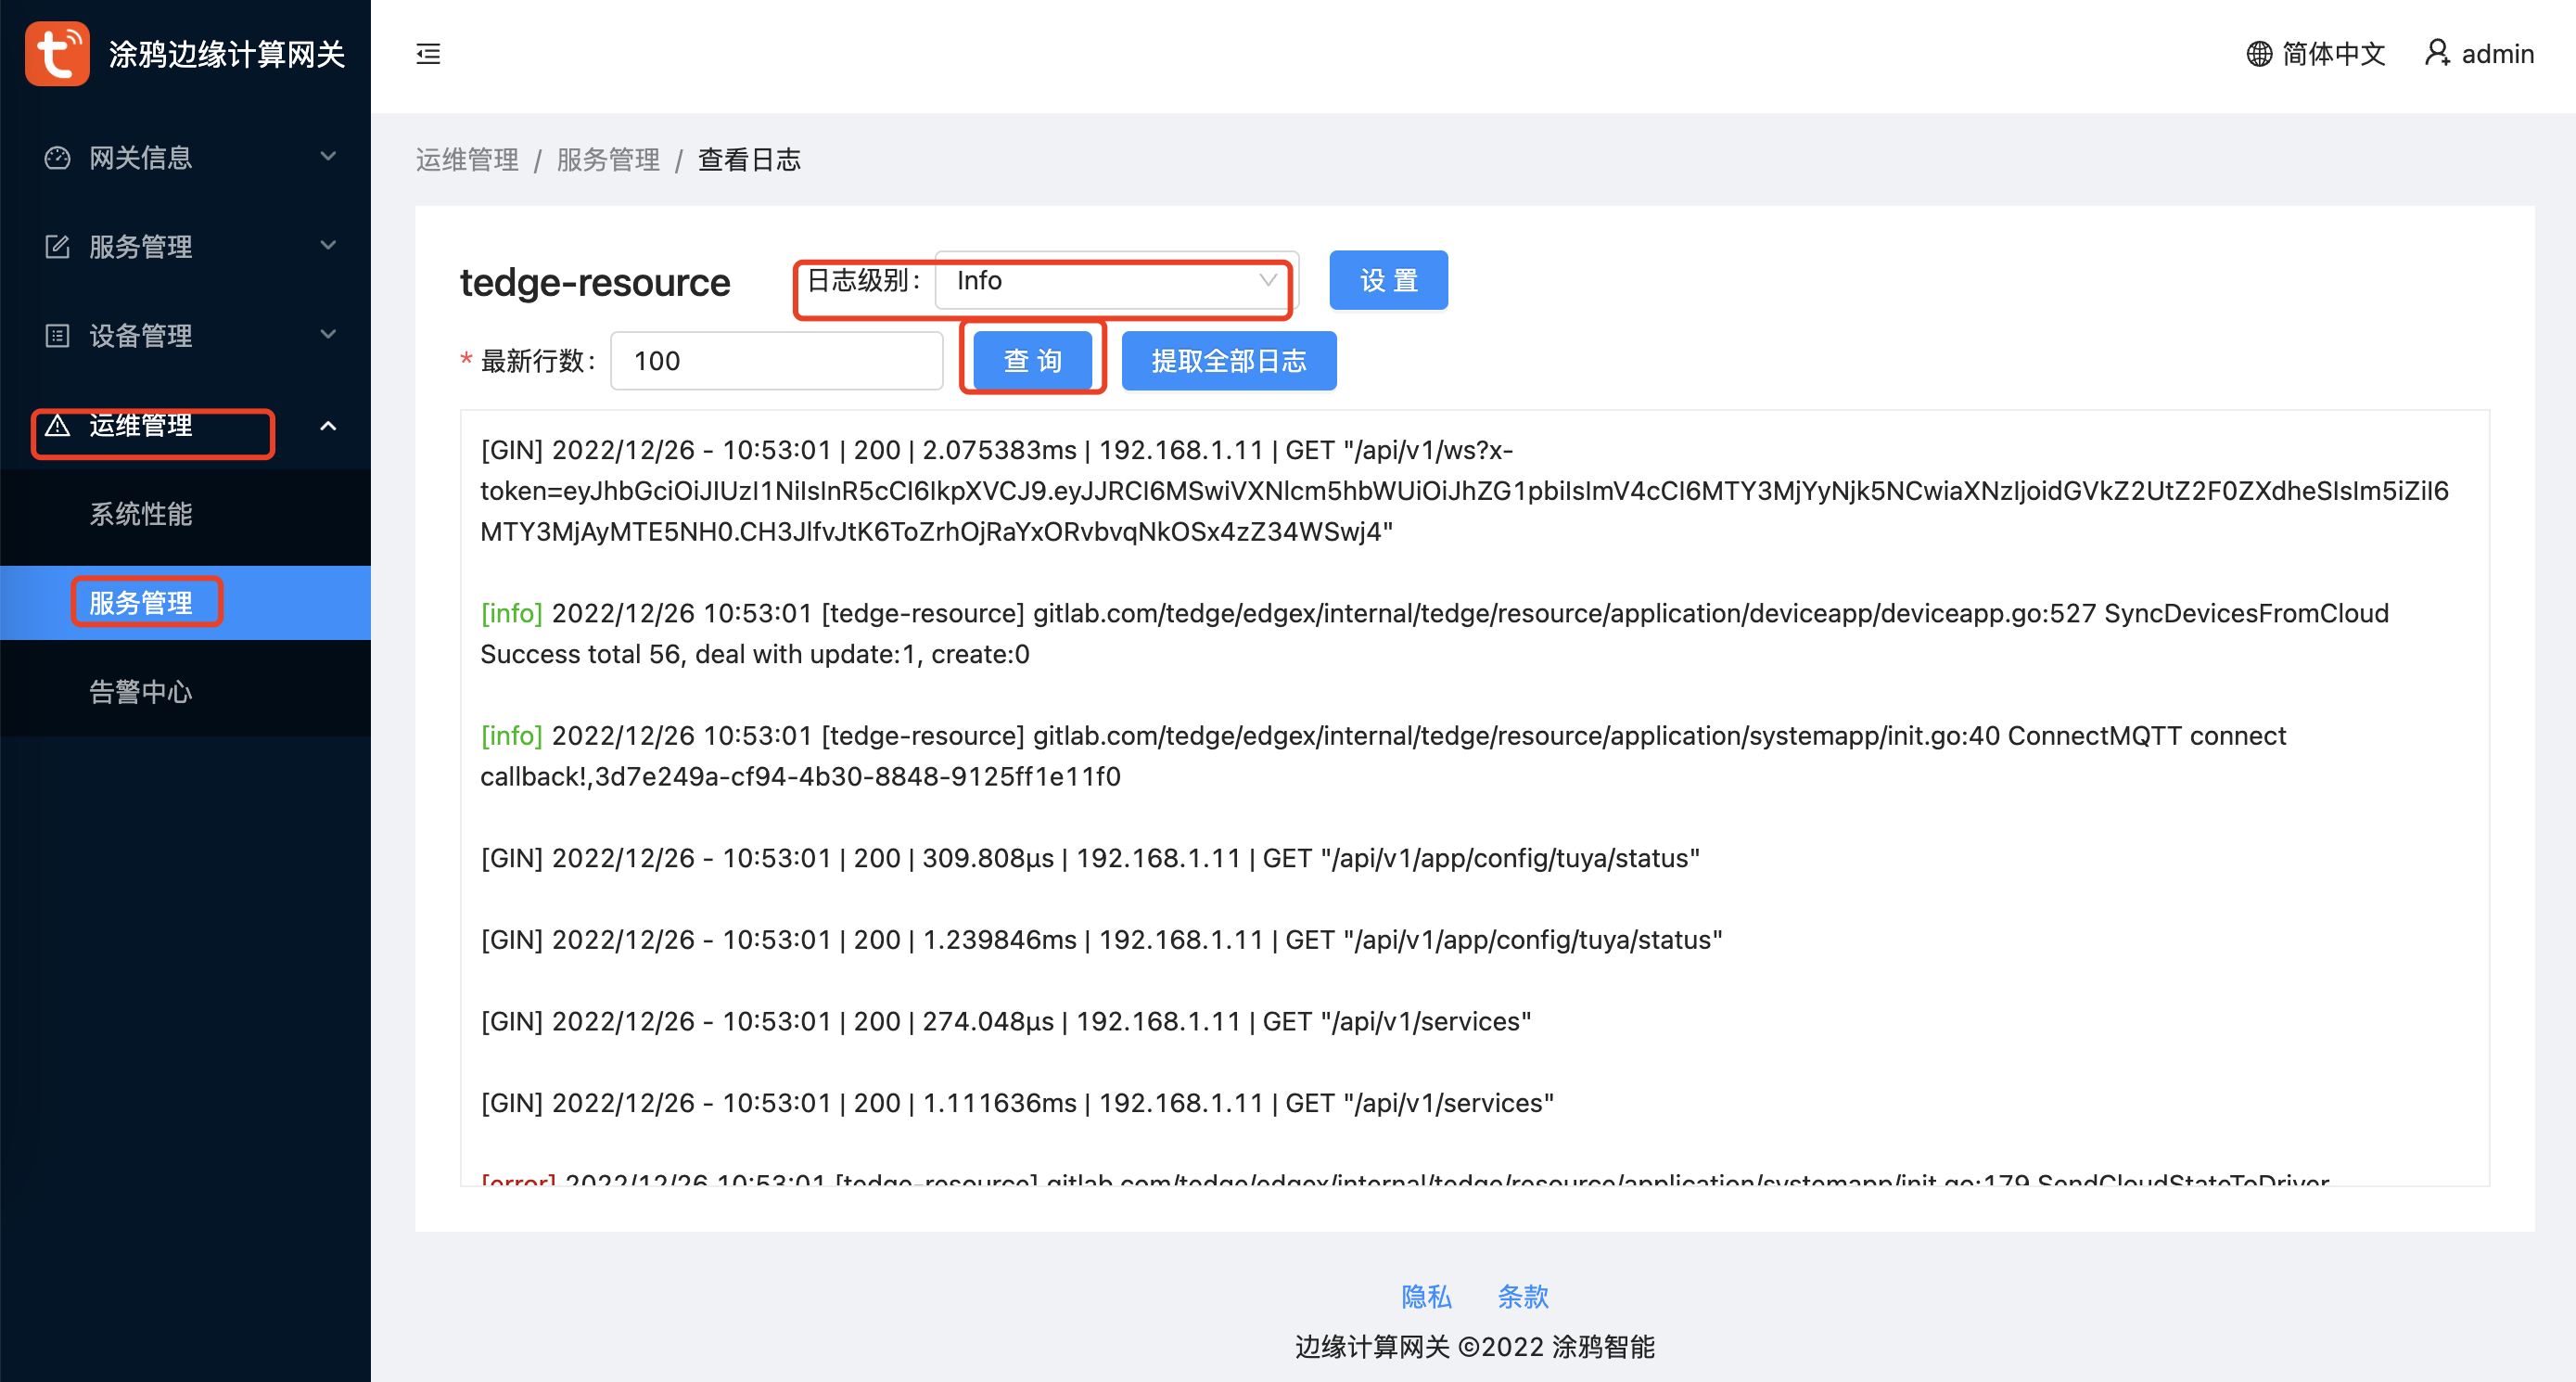 涂鸦边缘计算网关
简体中文 admin
网关信息
服务管理
设备管理
运维管理
系统性能
服务管理
告警中心
运维管理 / 服务管理 / 查看日志
tedge-resource 日志级别: Info 设 置
* 最新行数: 100 查 询 提取全部日志
[GIN] 2022/12/26 - 10:53:01 | 200 | 2.075383ms | 192.168.1.11 | GET "/api/v1/ws?x-
token=eyJhbGciOiJIUzI1NiIsInR5cCI6IkpXVCJ9.eyJJRCI6MSwiVXNlcm5hbWUiOiJhZG1pbiIsImV4cCI6MTY3MjYyNjk5NCwiaXNzIjoidGVkZ2UtZ2F0ZXdheSIsIm5iZiI6
MTY3MjAyMTE5NH0.CH3JlfvJtK6ToZrhOjRaYxORvbvqNkOSx4zZ34WSwj4"
[info] 2022/12/26 10:53:01 [tedge-resource] gitlab.com/tedge/edgex/internal/tedge/resource/application/deviceapp/deviceapp.go:527 SyncDevicesFromCloud
Success total 56, deal with update:1, create:0
[info] 2022/12/26 10:53:01 [tedge-resource] gitlab.com/tedge/edgex/internal/tedge/resource/application/systemapp/init.go:40 ConnectMQTT connect
callback!,3d7e249a-cf94-4b30-8848-9125ff1e11f0
[GIN] 2022/12/26 - 10:53:01 | 200 | 309.808µs | 192.168.1.11 | GET "/api/v1/app/config/tuya/status"
[GIN] 2022/12/26 - 10:53:01 | 200 | 1.239846ms | 192.168.1.11 | GET "/api/v1/app/config/tuya/status"
[GIN] 2022/12/26 - 10:53:01 | 200 | 274.048µs | 192.168.1.11 | GET "/api/v1/services"
[GIN] 2022/12/26 - 10:53:01 | 200 | 1.111636ms | 192.168.1.11 | GET "/api/v1/services"
[error] 2022/12/26 10:53:01 [tedge-resource] gitlab.com/tedge/edgex/internal/tedge/resource/application/systemapp/init.go:179 SendCloudStateToDriver
隐私 条款
边缘计算网关 ©2022 涂鸦智能